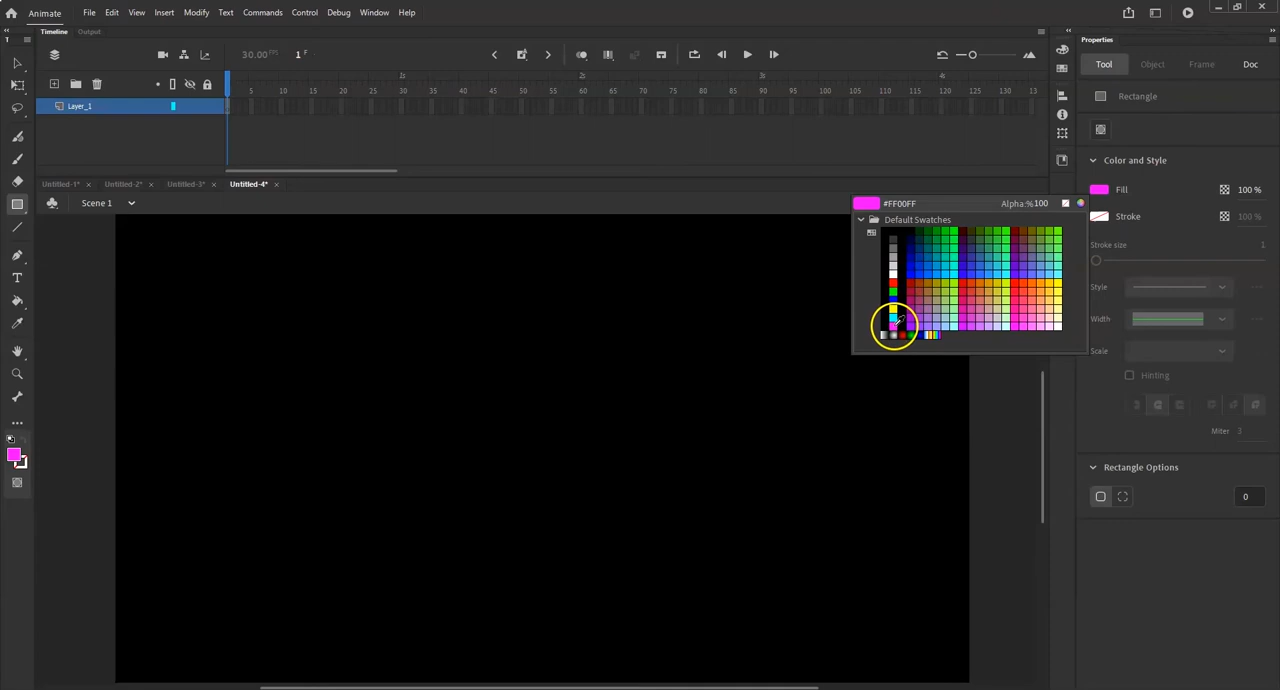 Animate File Edit View Insert Modify Text Commands Control Debug Window Help
Timeline Output
Properties
30.00 FPS 1 F
Tool Object Frame Doc
1s 2s 3s 4s
5 10 15 20 25 30 35 40 45 50 55 60 65 70 75 80 85 90 95 100 105 110 115 120 125 130 13
Rectangle
Layer_1
Color and Style
Untitled-1* Untitled-2* Untitled-3* Untitled-4*
Fill 100 %
Scene 1
#FF00FF Alpha:%100
Stroke 100 %
Default Swatches
Stroke size 1
Style
Width
Scale
Hinting
Miter 3
Rectangle Options
0
T